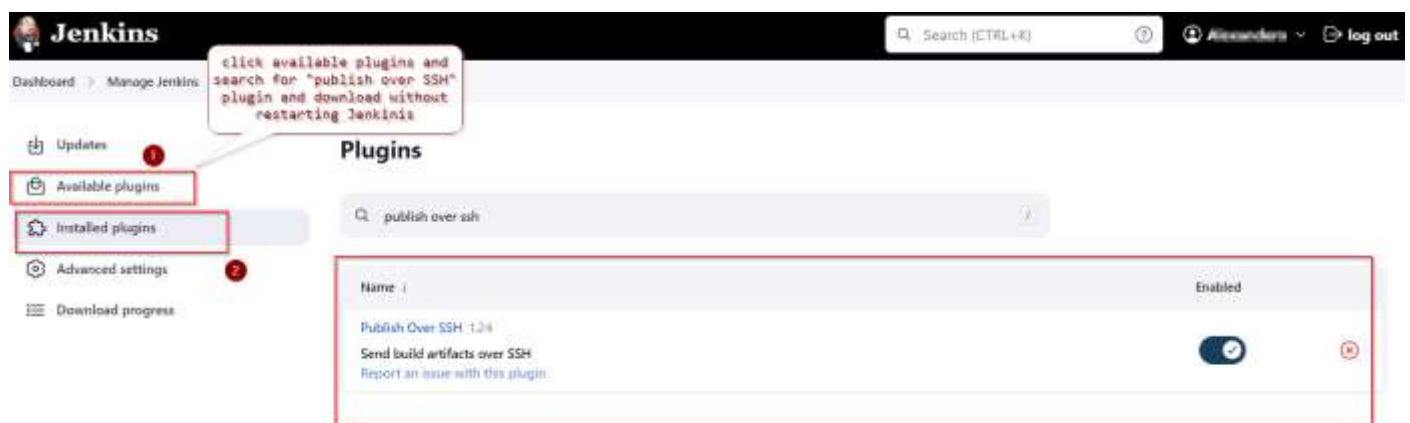 Jenkins
Search (CTRL+K)
log out
Dashboard > Manage Jenkins
click available plugins and
search for "publish over SSH"
plugin and download without
restarting Jenkinis
Updates
1
Plugins
Available plugins
publish over ssh
/
Installed plugins
Advanced settings
2
Name ↓
Enabled
Download progress
Publish Over SSH 1.24
Send build artifacts over SSH
Report an issue with this plugin